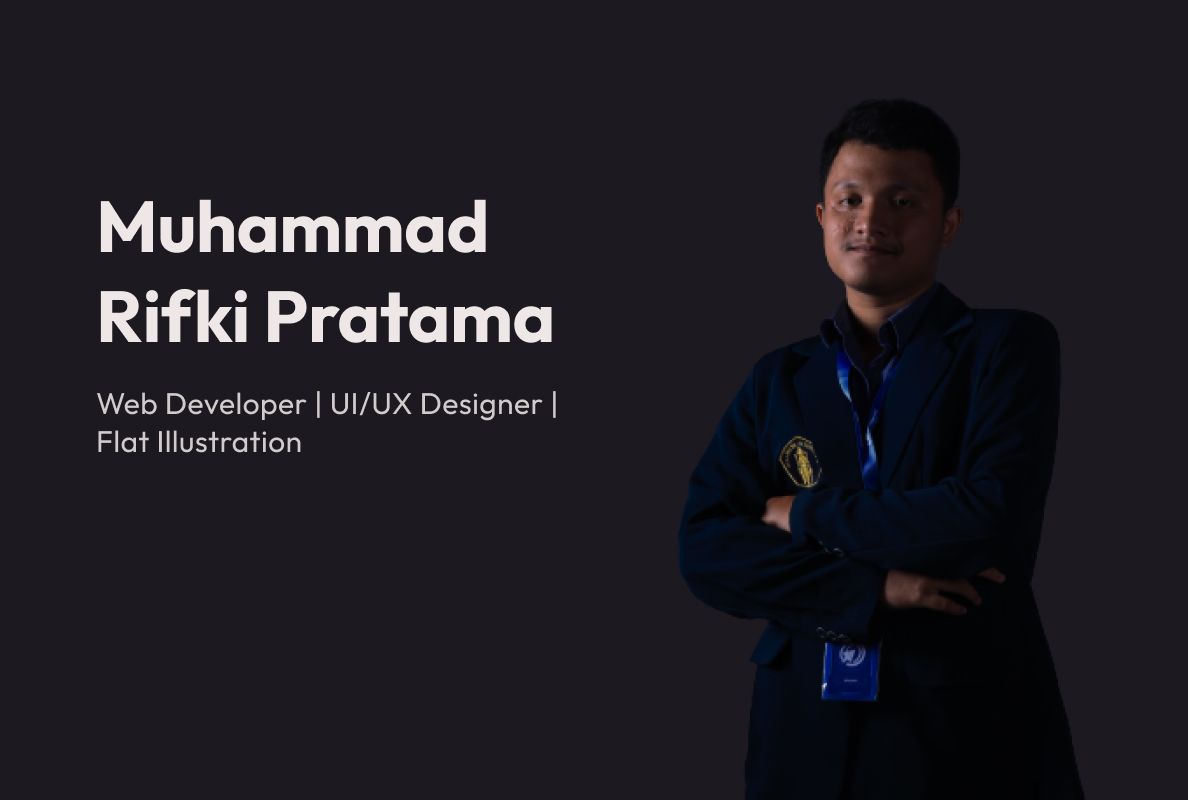 Muhammad
Rifki Pratama
Web Developer | UI/UX Designer |
Flat Illustration